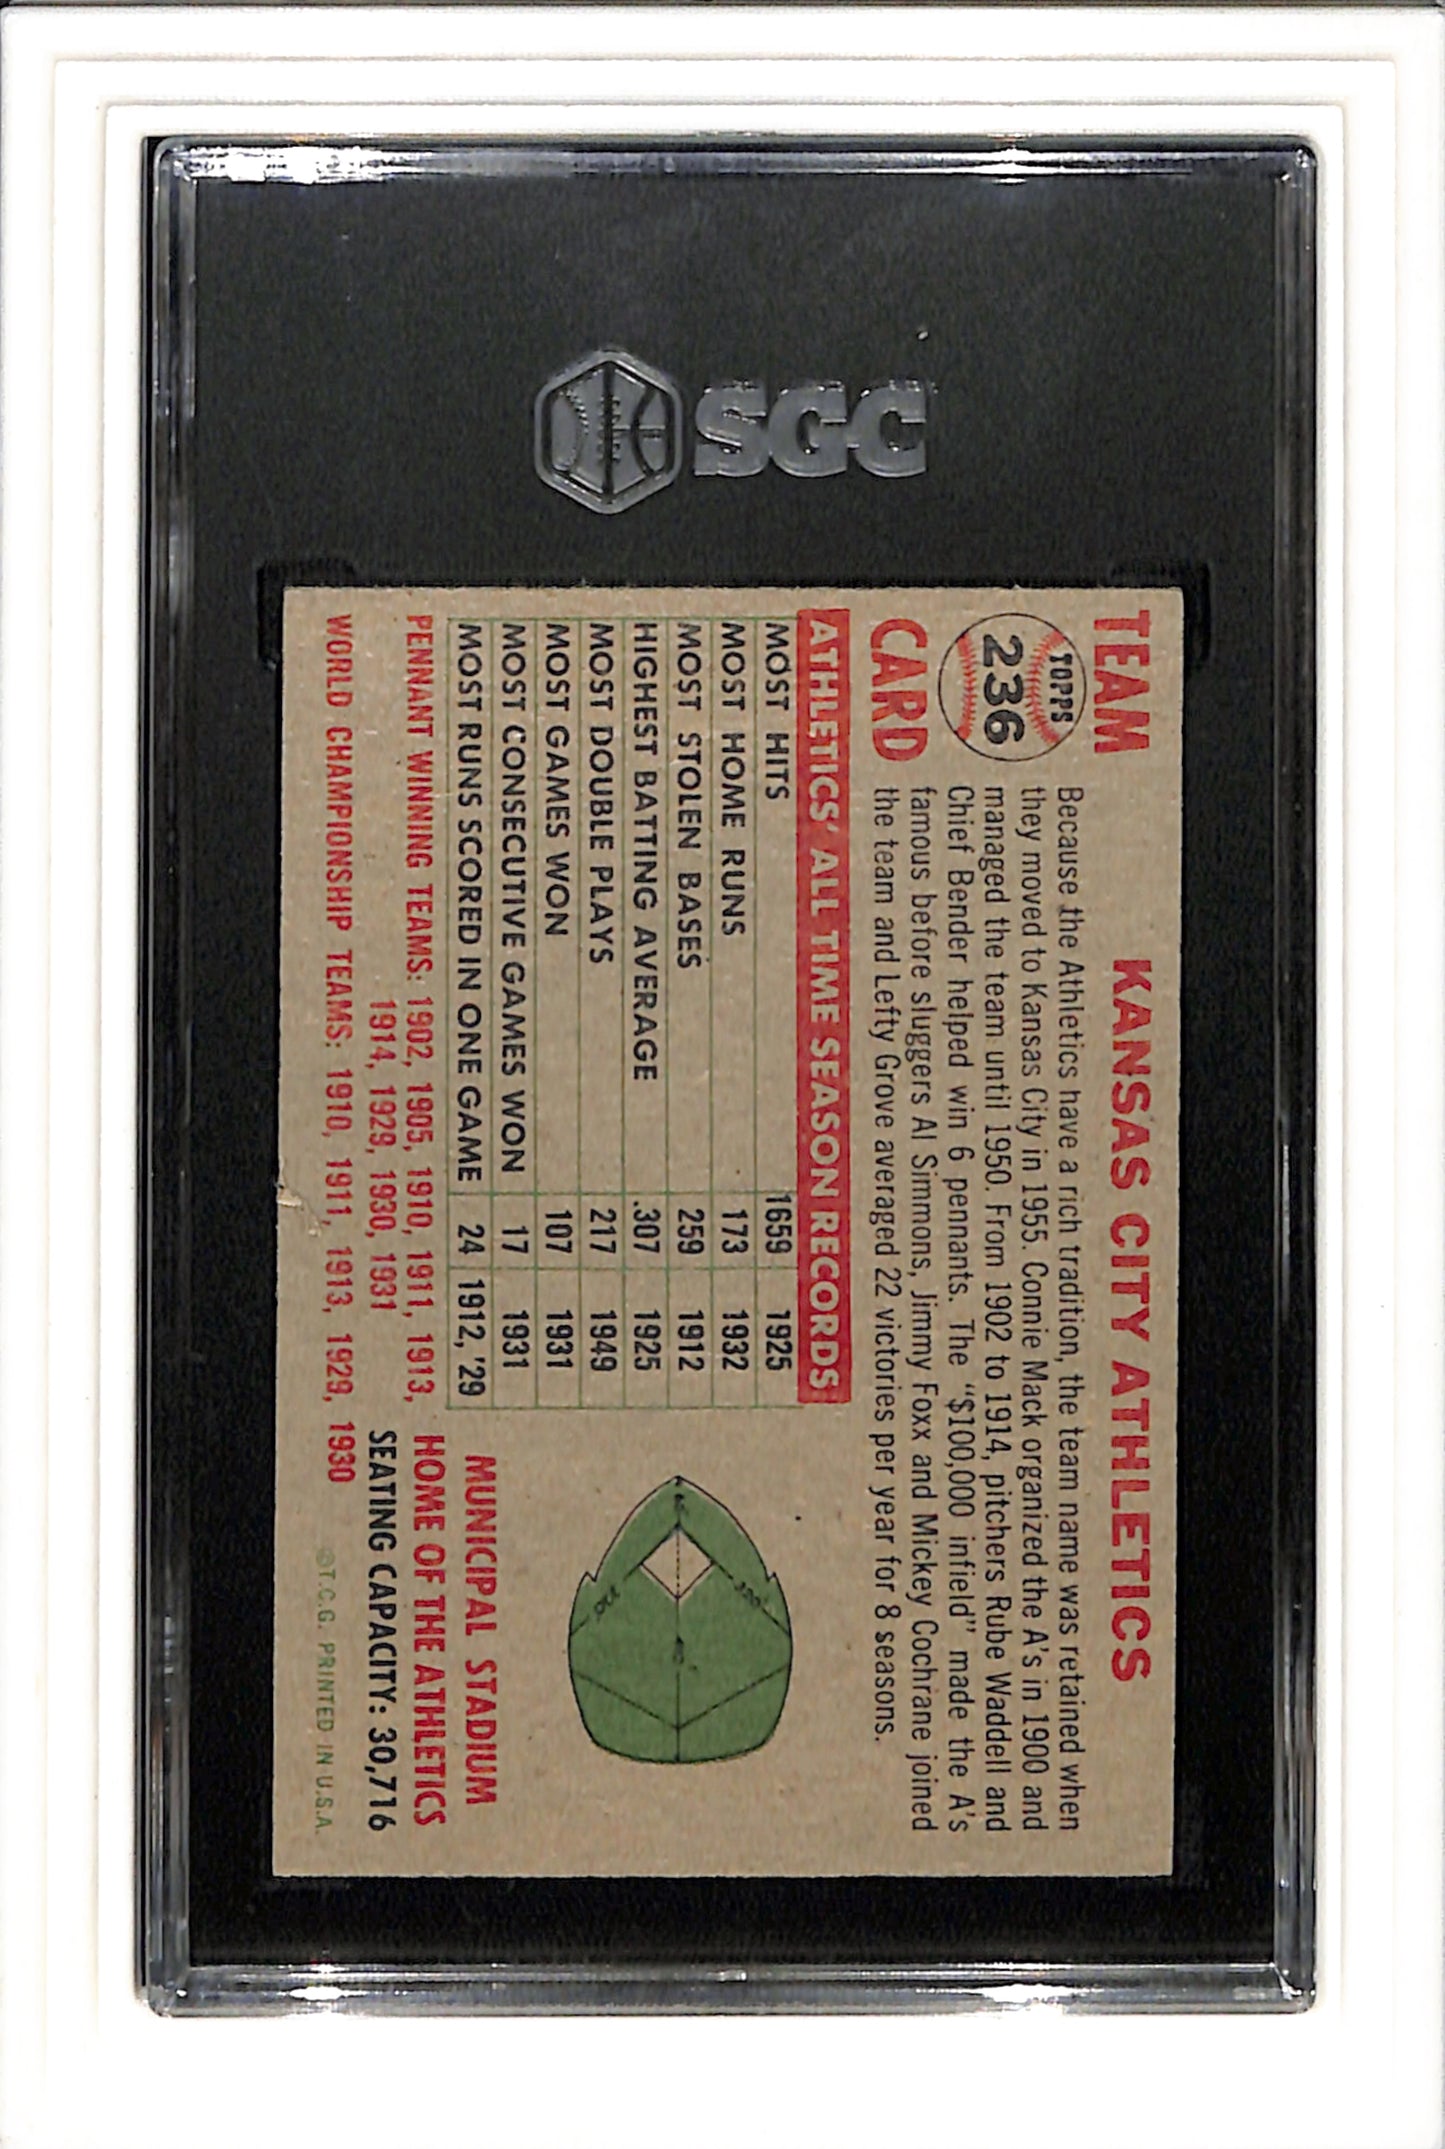 SGC
TEAM
TOPPS
236
CARD
KANSAS CITY ATHLETICS
Because the Athletics have a rich tradition, the team name was retained when
they moved to Kansas City in 1955. Connie Mack organized the A's in 1900 and
managed the team until 1950. From 1902 to 1914, pitchers Rube Waddell and
Chief Bender helped win 6 pennants. The "$100,000 infield" made the A's
famous before sluggers Al Simmons, Jimmy Foxx and Mickey Cochrane joined
the team and Lefty Grove averaged 22 victories per year for 8 seasons.
ATHLETICS' ALL TIME SEASON RECORDS
MOST HITS 1659 1925
MOST HOME RUNS 173 1932
MOST STOLEN BASES 259 1912
HIGHEST BATTING AVERAGE .307 1925
MOST DOUBLE PLAYS 217 1949
MOST GAMES WON 107 1931
MOST CONSECUTIVE GAMES WON 17 1931
MOST RUNS SCORED IN ONE GAME 24 1912, '29
PENNANT WINNING TEAMS: 1902, 1905, 1910, 1911, 1913,
1914, 1929, 1930, 1931
WORLD CHAMPIONSHIP TEAMS: 1910, 1911, 1913, 1929, 1930
MUNICIPAL STADIUM
HOME OF THE ATHLETICS
SEATING CAPACITY: 30,716
©T.C.G. PRINTED IN U.S.A.